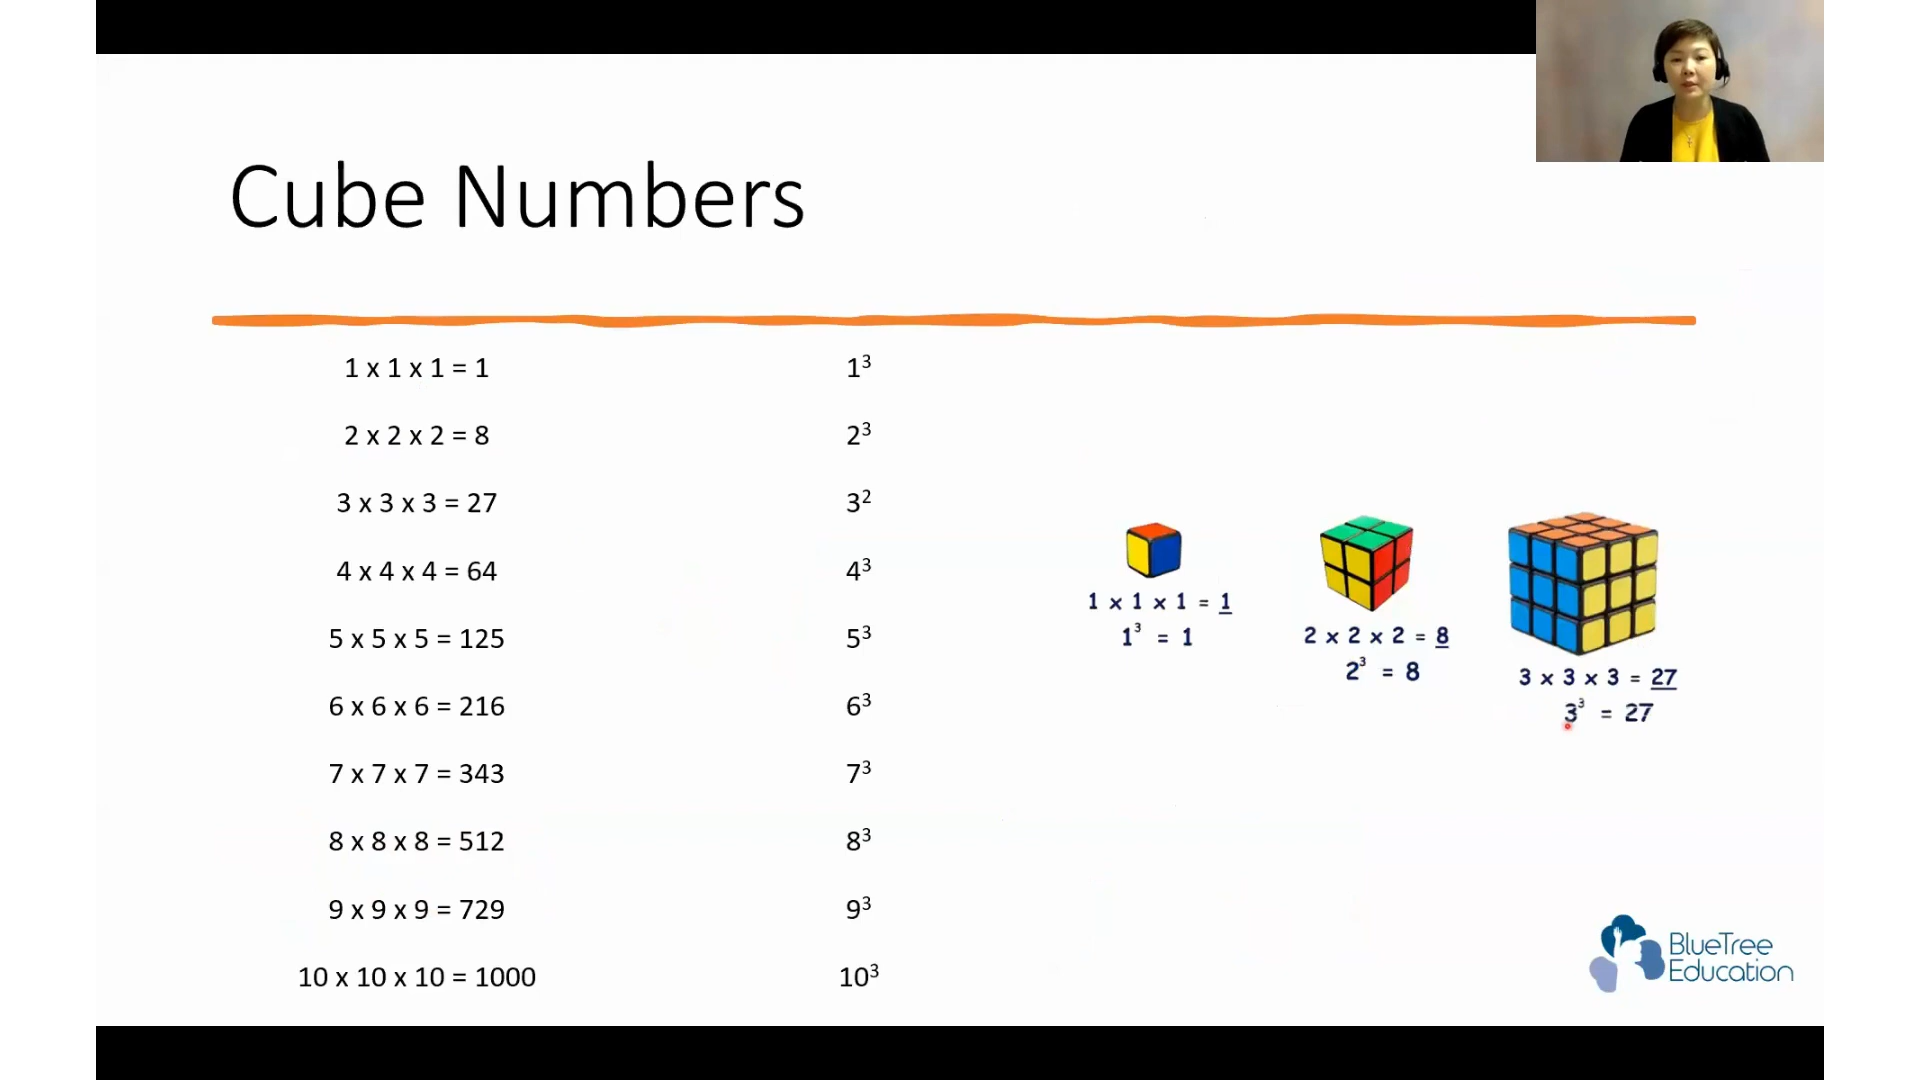 Cube Numbers
1 x 1 x 1 = 1 1³
2 x 2 x 2 = 8 2³
3 x 3 x 3 = 27 3²
4 x 4 x 4 = 64 4³
5 x 5 x 5 = 125 5³
6 x 6 x 6 = 216 6³
7 x 7 x 7 = 343 7³
8 x 8 x 8 = 512 8³
9 x 9 x 9 = 729 9³
10 x 10 x 10 = 1000 10³
1 x 1 x 1 = 1
1³ = 1
2 x 2 x 2 = 8
2³ = 8
3 x 3 x 3 = 27
3³ = 27
BlueTree
Education